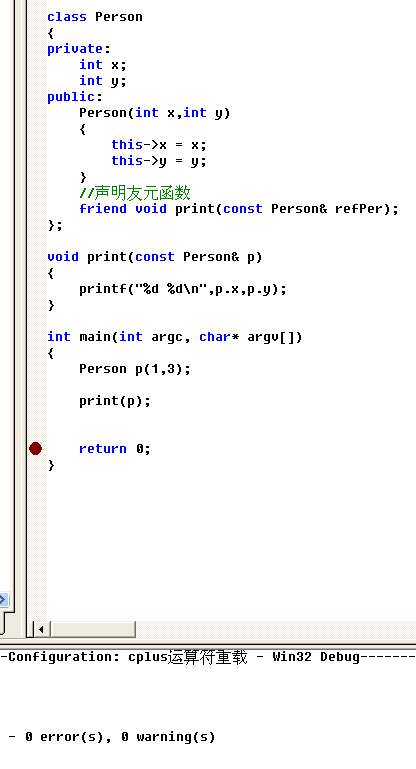 class Person
{
private:
    int x;
    int y;
public:
    Person(int x,int y)
    {
        this->x = x;
        this->y = y;
    }
    //声明友元函数
    friend void print(const Person& refPer);
};

void print(const Person& p)
{
    printf("%d %d\n",p.x,p.y);
}

int main(int argc, char* argv[])
{
    Person p(1,3);

    print(p);


    return 0;
}
-Configuration: cplus运算符重载 - Win32 Debug-------
- 0 error(s), 0 warning(s)